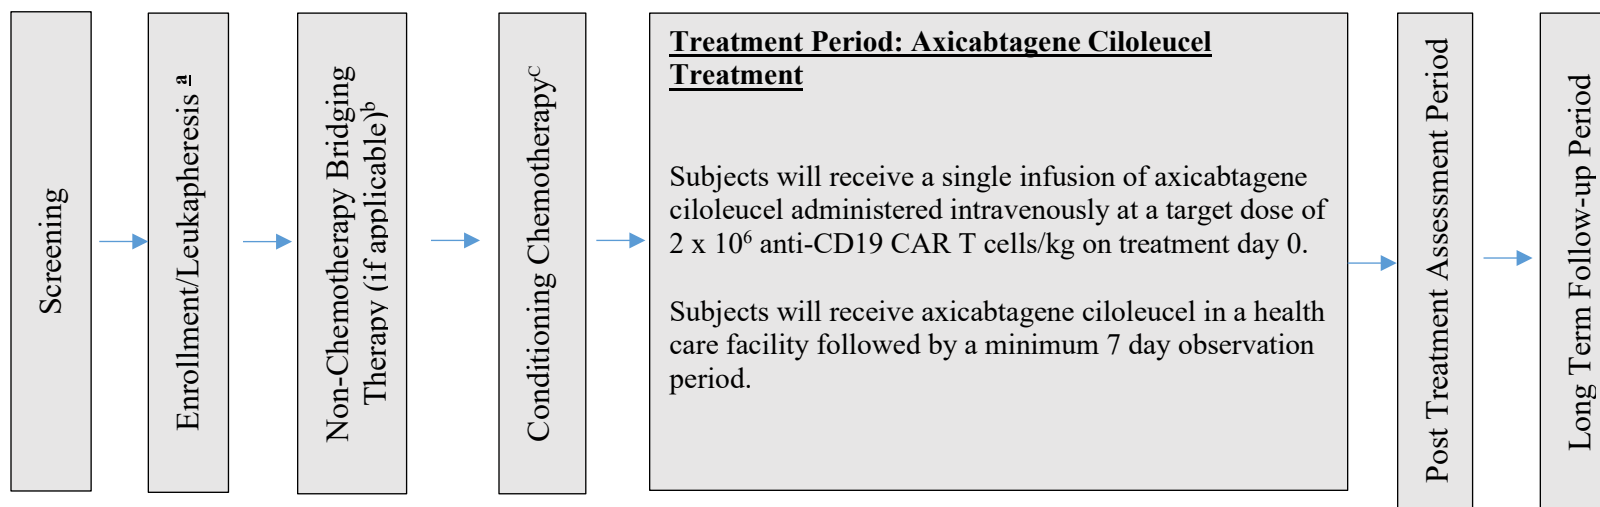 Screening
Enrollment/Leukapheresis a
Non-Chemotherapy Bridging
Therapy (if applicable)b
Conditioning ChemotherapyC
Treatment Period: Axicabtagene Ciloleucel
Treatment
Subjects will receive a single infusion of axicabtagene
ciloleucel administered intravenously at a target dose of
2 x 10⁶ anti-CD19 CAR T cells/kg on treatment day 0.
Subjects will receive axicabtagene ciloleucel in a health
care facility followed by a minimum 7 day observation
period.
Post Treatment Assessment Period
Long Term Follow-up Period